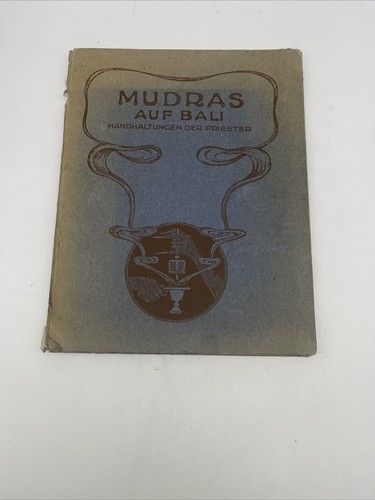 MUDRAS
AUF BALI
HANDHALTUNGEN DER PRIESTER